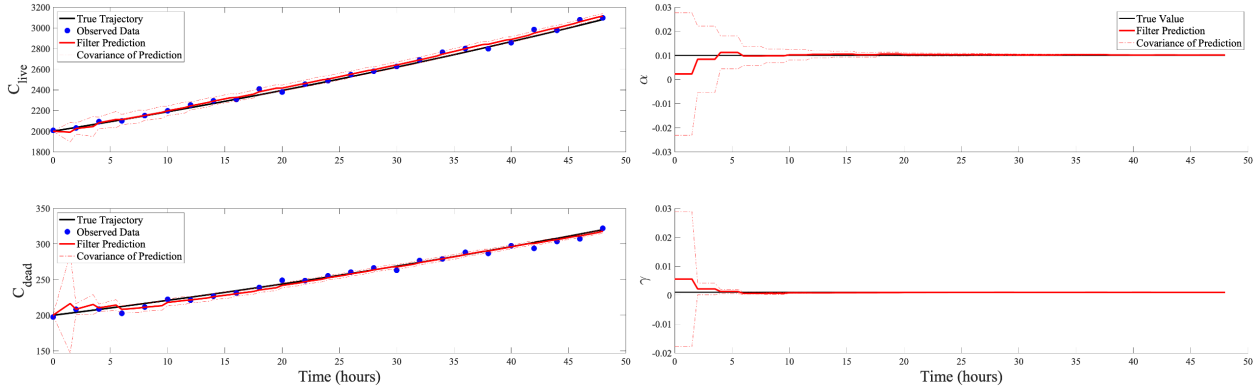 3200
3000
2800
2600
2400
2200
2000
1800
C_live
True Trajectory
Observed Data
Filter Prediction
Covariance of Prediction
0 5 10 15 20 25 30 35 40 45 50
0.03
0.02
0.01
0
-0.01
-0.02
-0.03
α
True Value
Filter Prediction
Covariance of Prediction
0 5 10 15 20 25 30 35 40 45 50
350
300
250
200
150
C_dead
True Trajectory
Observed Data
Filter Prediction
Covariance of Prediction
0 5 10 15 20 25 30 35 40 45 50
Time (hours)
0.03
0.02
0.01
0
-0.01
-0.02
γ
0 5 10 15 20 25 30 35 40 45 50
Time (hours)